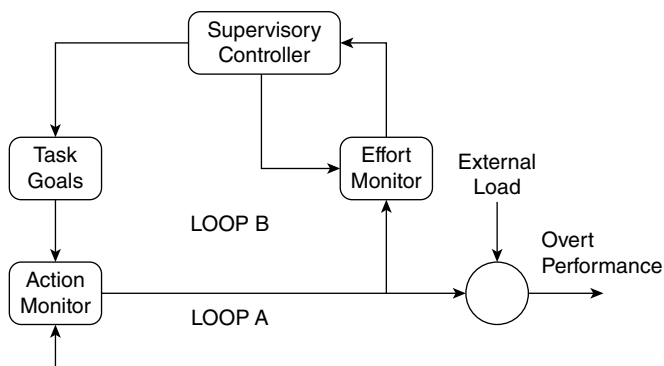 Supervisory
Controller
Task
Goals
Effort
Monitor
External
Load
LOOP B
Overt
Performance
Action
Monitor
LOOP A